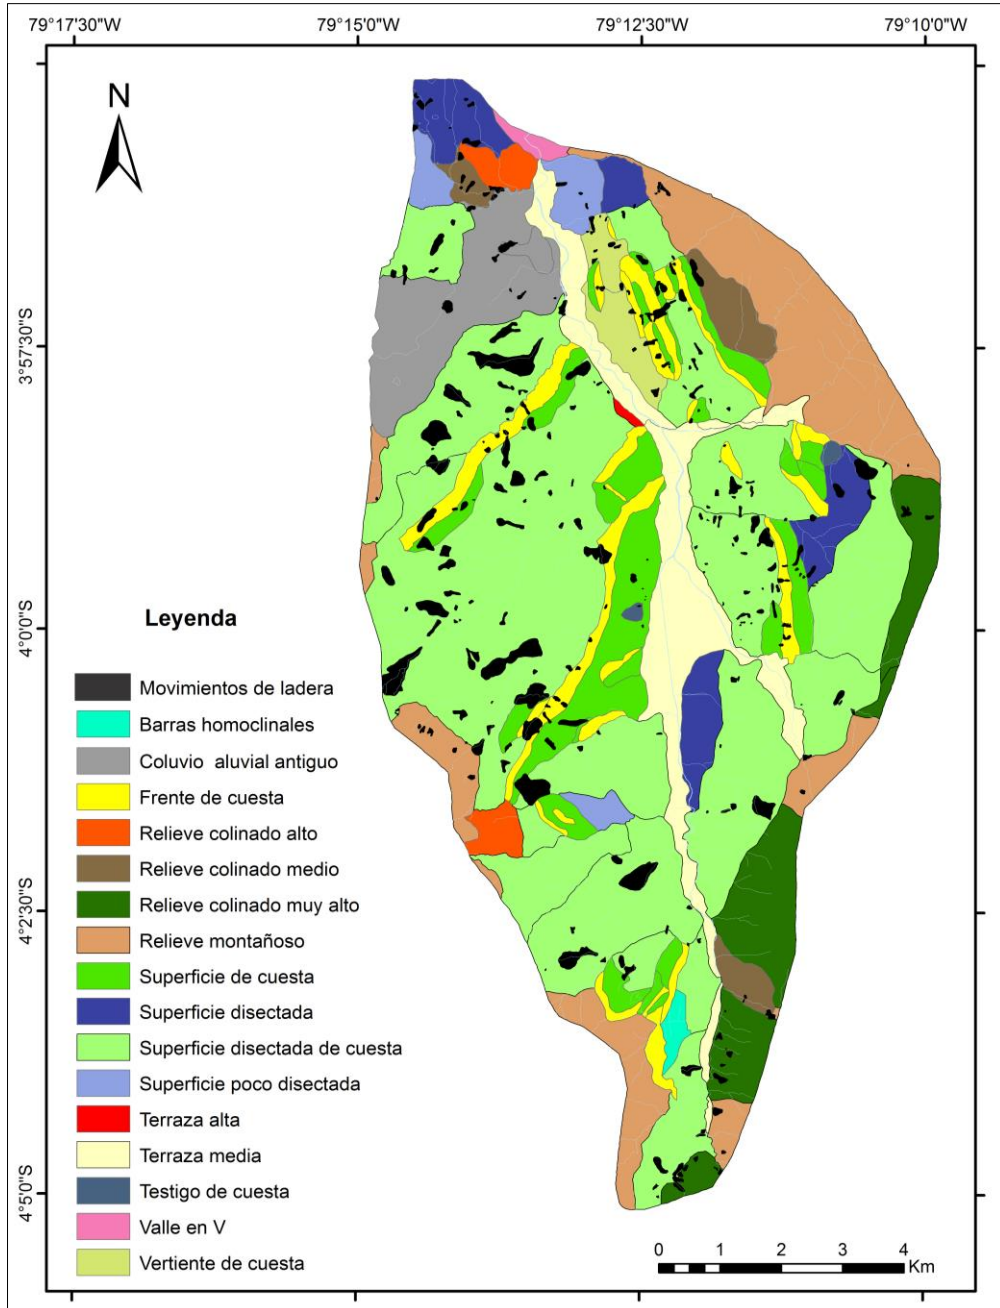 79°17'30"W 79°15'0"W 79°12'30"W 79°10'0"W
N
3°57'30"S
4°0'0"S
4°2'30"S
4°5'0"S
Leyenda
Movimientos de ladera
Barras homoclinales
Coluvio aluvial antiguo
Frente de cuesta
Relieve colinado alto
Relieve colinado medio
Relieve colinado muy alto
Relieve montañoso
Superficie de cuesta
Superficie disectada
Superficie disectada de cuesta
Superficie poco disectada
Terraza alta
Terraza media
Testigo de cuesta
Valle en V
Vertiente de cuesta
0 1 2 3 4
Km